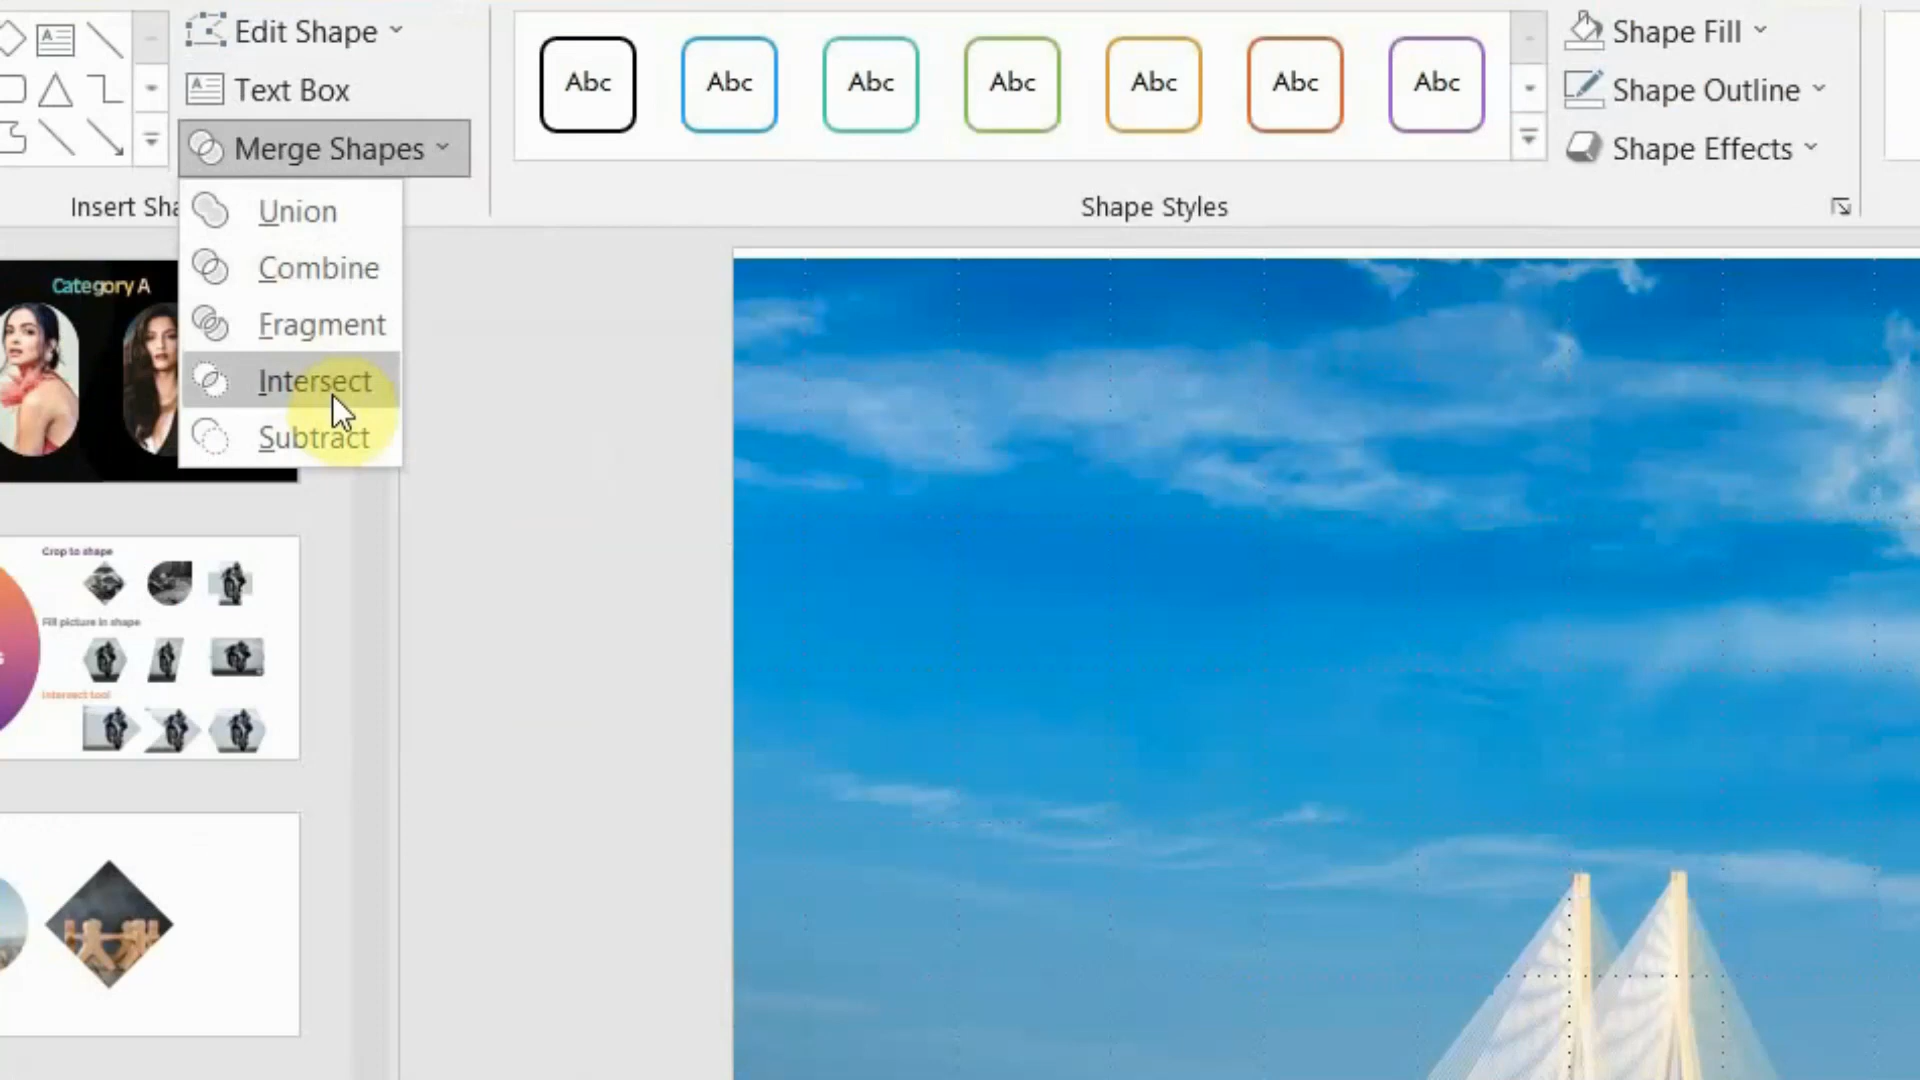 Edit Shape
Text Box
Merge Shapes
Abc
Abc
Abc
Abc
Abc
Abc
Abc
Shape Fill
Shape Outline
Shape Effects
Insert Sha
Shape Styles
Union
Combine
Fragment
Intersect
Subtract
Category A
Crop to shape
Fill picture in shape
Intersect tool